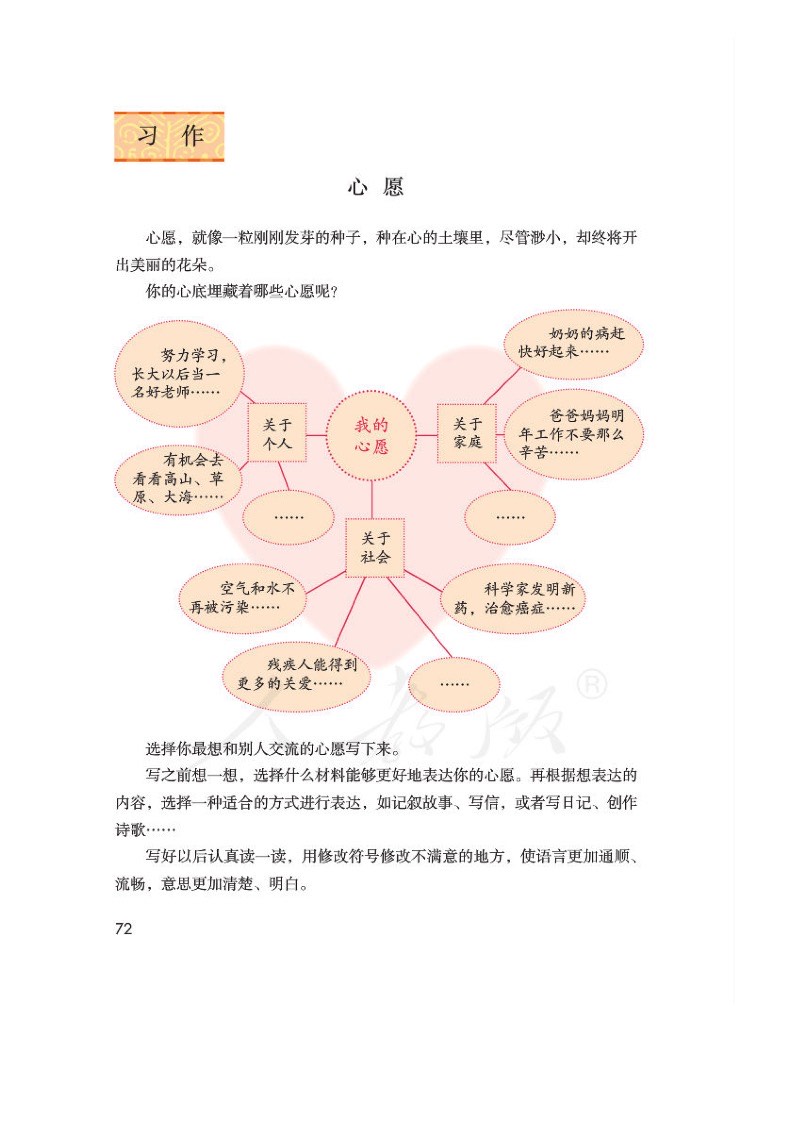 习 作
心 愿
心愿，就像一粒刚刚发芽的种子，种在心的土壤里，尽管渺小，却终将开
出美丽的花朵。
你的心底埋藏着哪些心愿呢？
努力学习，
长大以后当一
名好老师……
有机会去
看看高山、草
原、大海……
……
关于
个人
我的
心愿
关于
家庭
奶奶的病赶
快好起来……
爸爸妈妈明
年工作不要那么
辛苦……
……
关于
社会
空气和水不
再被污染……
残疾人能得到
更多的关爱……
……
科学家发明新
药，治愈癌症……
人教版®
选择你最想和别人交流的心愿写下来。
写之前想一想，选择什么材料能够更好地表达你的心愿。再根据想表达的
内容，选择一种适合的方式进行表达，如记叙故事、写信，或者写日记、创作
诗歌……
写好以后认真读一读，用修改符号修改不满意的地方，使语言更加通顺、
流畅，意思更加清楚、明白。
72